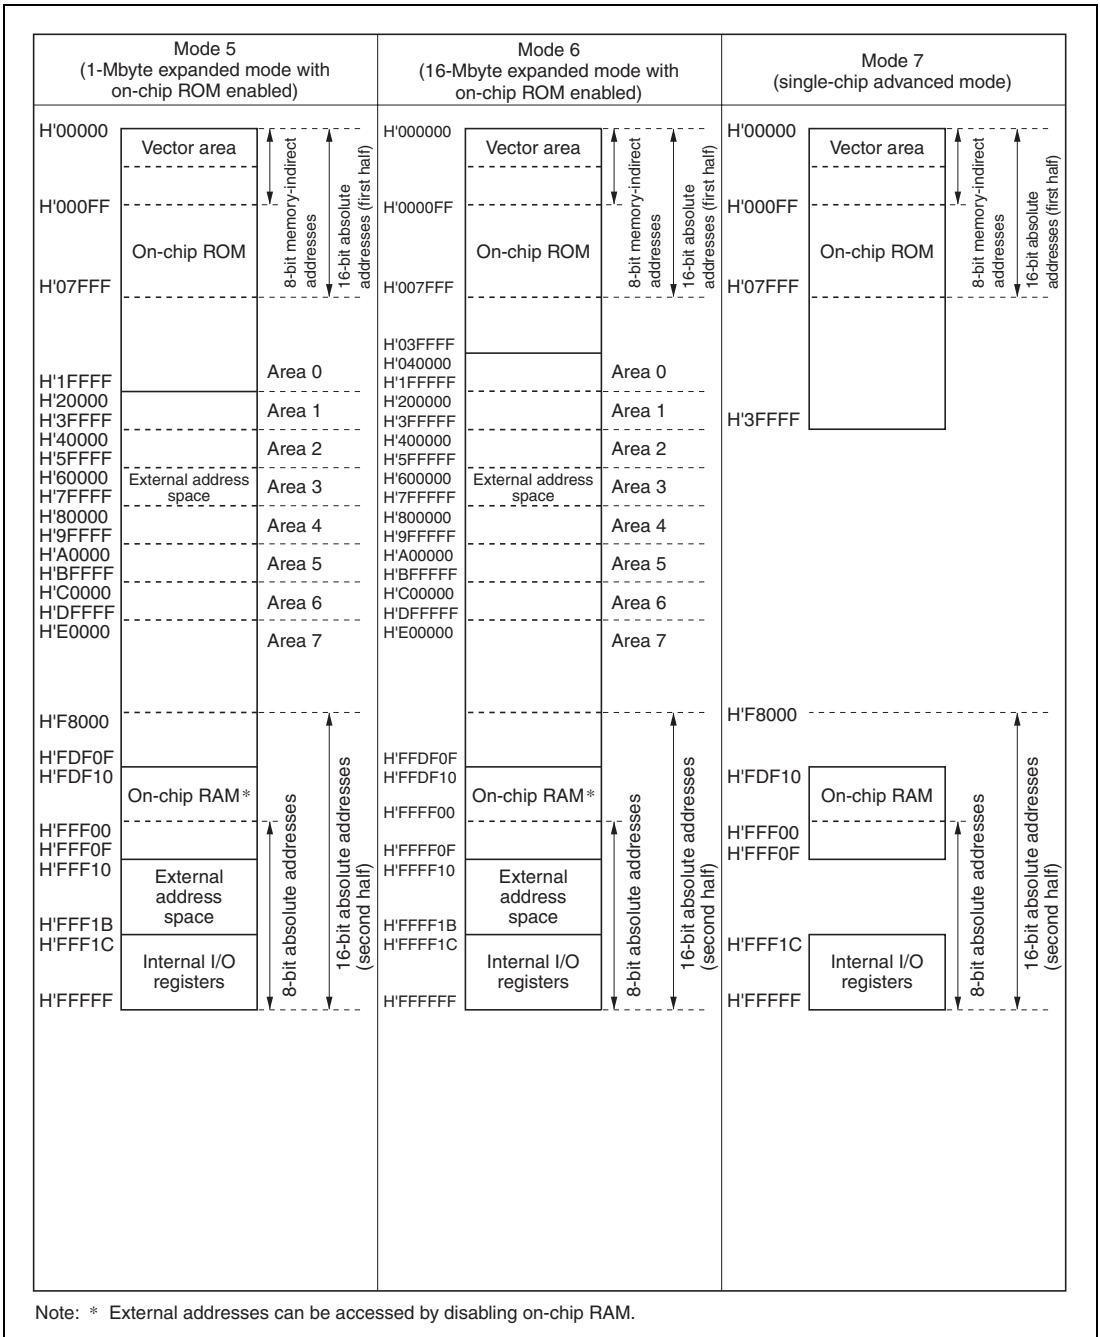 Mode 5
(1-Mbyte expanded mode with
on-chip ROM enabled)
H'00000
Vector area
H'000FF
On-chip ROM
H'07FFF
8-bit memory-indirect
addresses
16-bit absolute
addresses (first half)
H'1FFFF
Area 0
H'20000
H'3FFFF
Area 1
H'40000
H'5FFFF
Area 2
H'60000
H'7FFFF
External address
space
Area 3
H'80000
H'9FFFF
Area 4
H'A0000
H'BFFFF
Area 5
H'C0000
H'DFFFF
Area 6
H'E0000
Area 7
H'F8000
H'FDF0F
H'FDF10
On-chip RAM*
H'FFF00
H'FFF0F
H'FFF10
External
address
space
H'FFF1B
H'FFF1C
Internal I/O
registers
H'FFFFF
8-bit absolute addresses
16-bit absolute addresses
(second half)
Mode 6
(16-Mbyte expanded mode with
on-chip ROM enabled)
H'000000
Vector area
H'0000FF
On-chip ROM
H'007FFF
8-bit memory-indirect
addresses
16-bit absolute
addresses (first half)
H'03FFFF
H'040000
H'1FFFFF
Area 0
H'200000
H'3FFFFF
Area 1
H'400000
H'5FFFFF
Area 2
H'600000
H'7FFFFF
External address
space
Area 3
H'800000
H'9FFFFF
Area 4
H'A00000
H'BFFFFF
Area 5
H'C00000
H'DFFFFF
Area 6
H'E00000
Area 7
H'FFDF0F
H'FFDF10
On-chip RAM*
H'FFFF00
H'FFFF0F
H'FFFF10
External
address
space
H'FFFF1B
H'FFFF1C
Internal I/O
registers
H'FFFFFF
8-bit absolute addresses
16-bit absolute addresses
(second half)
Mode 7
(single-chip advanced mode)
H'00000
Vector area
H'000FF
On-chip ROM
H'07FFF
8-bit memory-indirect
addresses
16-bit absolute
addresses (first half)
H'3FFFF
H'F8000
H'FDF10
On-chip RAM
H'FFF00
H'FFF0F
H'FFF1C
Internal I/O
registers
H'FFFFF
8-bit absolute addresses
16-bit absolute addresses
(second half)
Note: * External addresses can be accessed by disabling on-chip RAM.